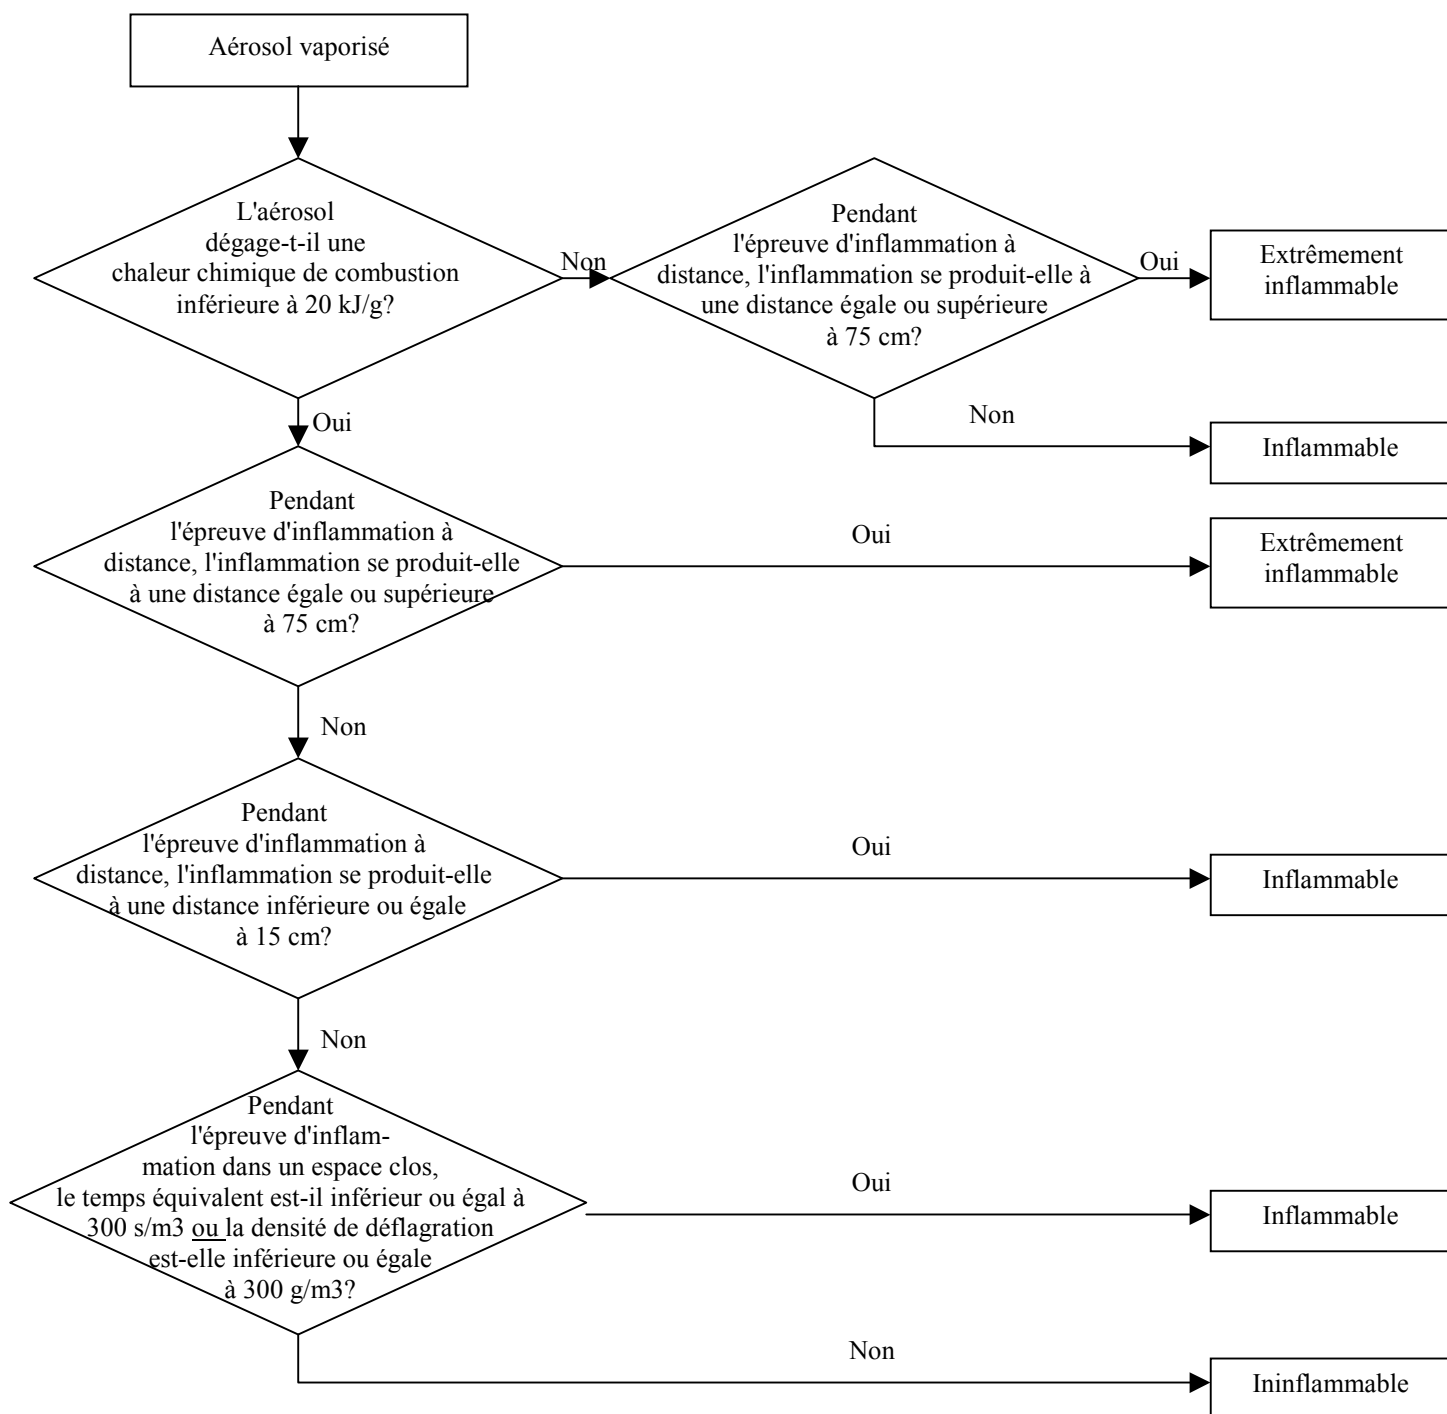 Aérosol vaporisé
L'aérosol
dégage-t-il une
chaleur chimique de combustion
inférieure à 20 kJ/g?
Non
Pendant
l'épreuve d'inflammation à
distance, l'inflammation se produit-elle à
une distance égale ou supérieure
à 75 cm?
Oui
Extrêmement
inflammable
Non
Inflammable
Oui
Pendant
l'épreuve d'inflammation à
distance, l'inflammation se produit-elle
à une distance égale ou supérieure
à 75 cm?
Oui
Extrêmement
inflammable
Non
Pendant
l'épreuve d'inflammation à
distance, l'inflammation se produit-elle
à une distance inférieure ou égale
à 15 cm?
Oui
Inflammable
Non
Pendant
l'épreuve d'inflam-
mation dans un espace clos,
le temps équivalent est-il inférieur ou égal à
300 s/m3 ou la densité de déflagration
est-elle inférieure ou égale
à 300 g/m3?
Oui
Inflammable
Non
Ininflammable